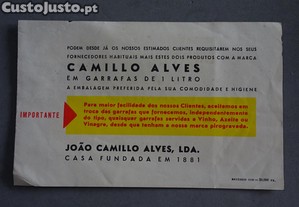 CustoJusto.pt
PODEM DESDE JÁ OS NOSSOS ESTIMADOS CLIENTES REQUISITAREM NOS SEUS
FORNECEDORES HABITUAIS MAIS ESTES DOIS PRODUTOS COM A MARCA
CAMILLO ALVES
EM GARRAFAS DE 1 LITRO
A EMBALAGEM PREFERIDA PELA SUA COMODIDADE E HIGIENE
IMPORTANTE
Para maior facilidade dos nossos Clientes, aceitamos em
troca das garrafas que fornecemos, independentemente
do tipo, quaisquer garrafas servidas a Vinho, Azeite ou
Vinagre, desde que tenham a nossa marca pirogravada.
JOÃO CAMILLO ALVES, LDA.
CASA FUNDADA EM 1881